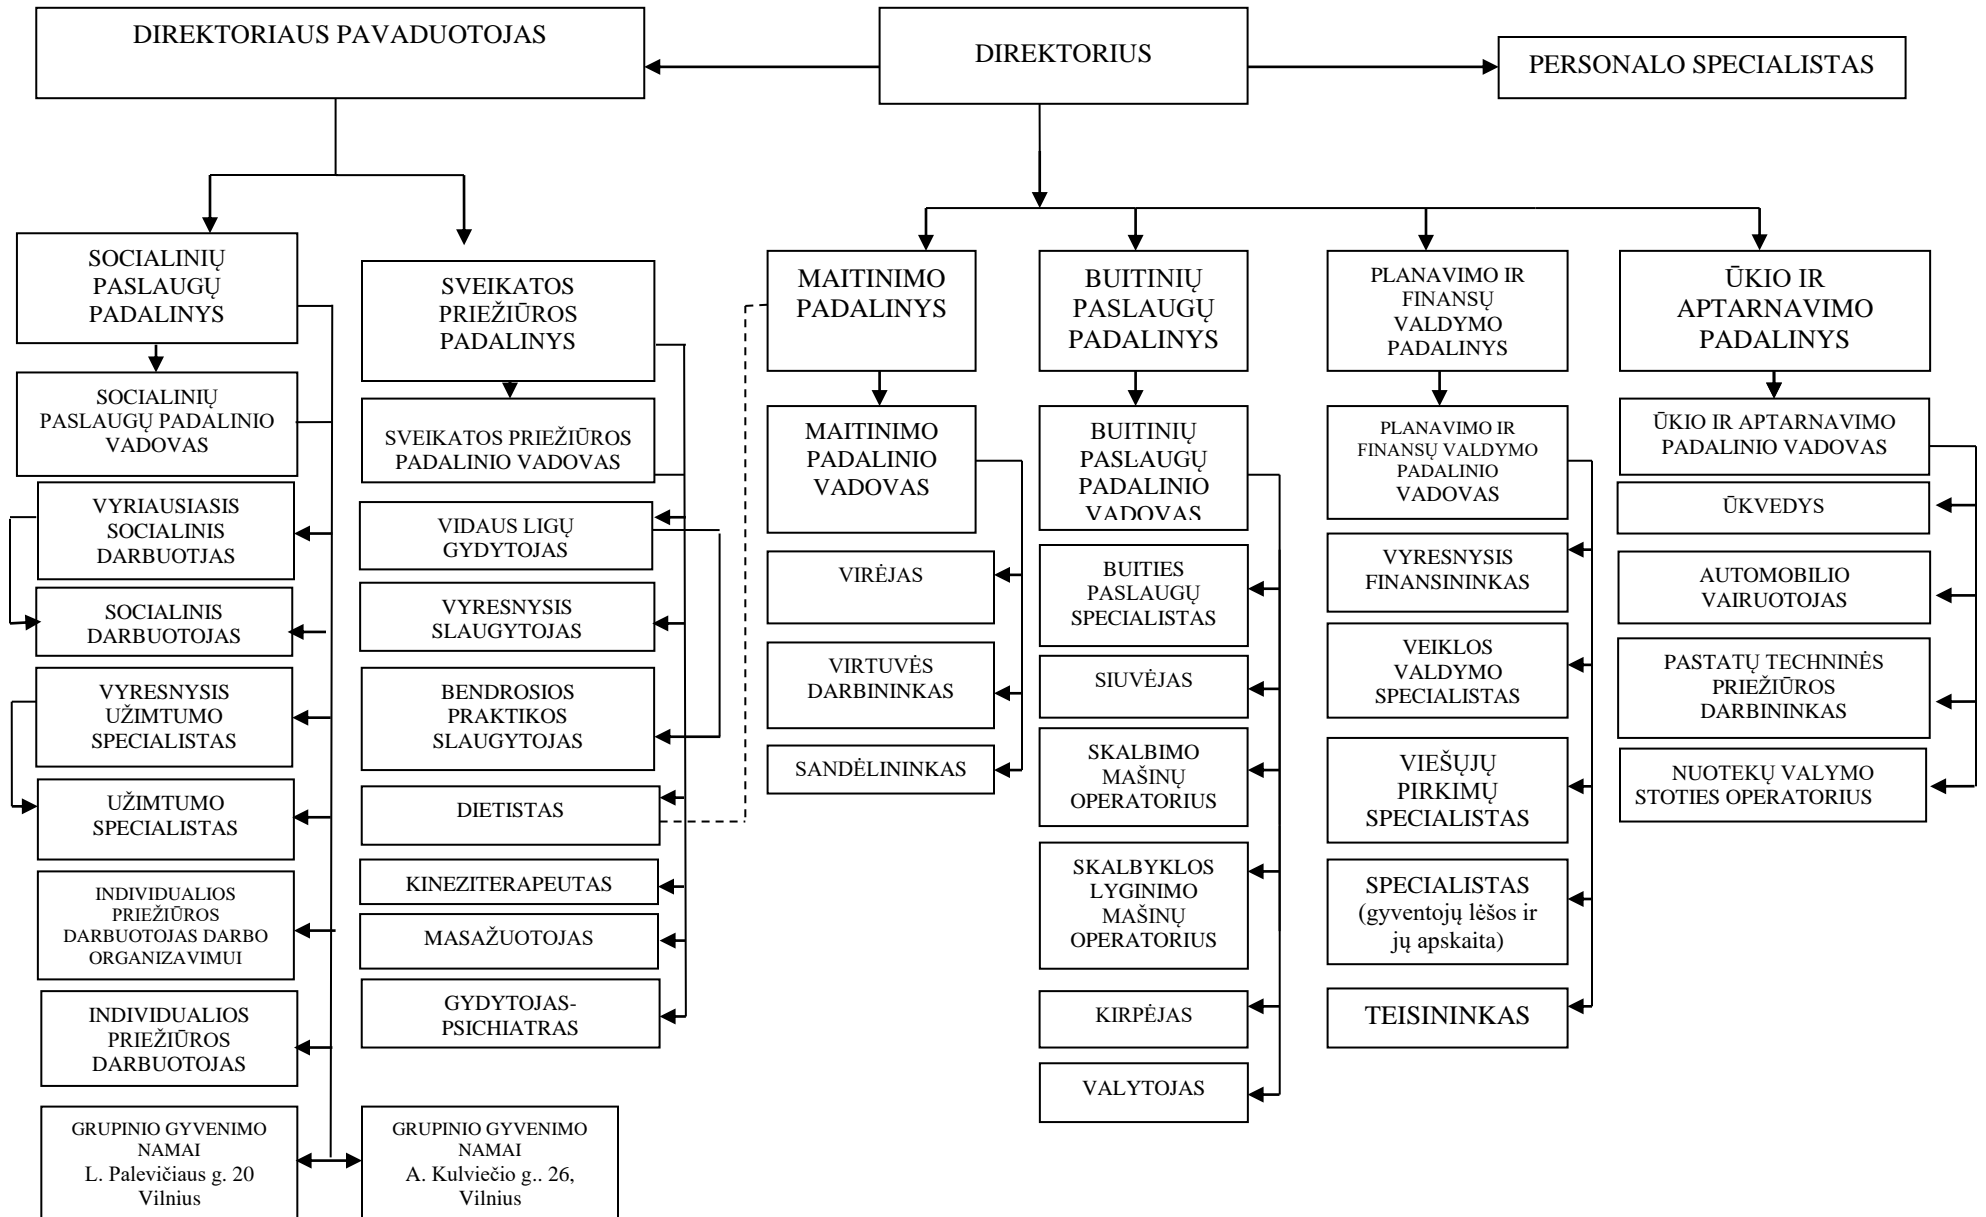 DIREKTORIAUS PAVADUOTOJAS
DIREKTORIUS
PERSONALO SPECIALISTAS
SOCIALINIŲ
PASLAUGŲ
PADALINYS
SOCIALINIŲ
PASLAUGŲ PADALINIO
VADOVAS
VYRIAUSIASIS
SOCIALINIS
DARBUOTJAS
SOCIALINIS
DARBUOTOJAS
VYRESNYSIS
UŽIMTUMO
SPECIALISTAS
UŽIMTUMO
SPECIALISTAS
INDIVIDUALIOS
PRIEŽIŪROS
DARBUOTOJAS DARBO
ORGANIZAVIMUI
INDIVIDUALIOS
PRIEŽIŪROS
DARBUOTOJAS
GRUPINIO GYVENIMO
NAMAI
L. Palevičiaus g. 20
Vilnius
SVEIKATOS
PRIEŽIŪROS
PADALINYS
SVEIKATOS PRIEŽIŪROS
PADALINIO VADOVAS
VIDAUS LIGŲ
GYDYTOJAS
VYRESNYSIS
SLAUGYTOJAS
BENDROSIOS
PRAKTIKOS
SLAUGYTOJAS
DIETISTAS
KINEZITERAPEUTAS
MASAŽUOTOJAS
GYDYTOJAS-
PSICHIATRAS
GRUPINIO GYVENIMO
NAMAI
A. Kulviečio g.. 26,
Vilnius
MAITINIMO
PADALINYS
MAITINIMO
PADALINIO
VADOVAS
VIRĖJAS
VIRTUVĖS
DARBININKAS
SANDĖLININKAS
BUITINIŲ
PASLAUGŲ
PADALINYS
BUITINIŲ
PASLAUGŲ
PADALINIO
VADOVAS
BUITIES
PASLAUGŲ
SPECIALISTAS
SIUVĖJAS
SKALBIMO
MAŠINŲ
OPERATORIUS
SKALBYKLOS
LYGINIMO
MAŠINŲ
OPERATORIUS
KIRPĖJAS
VALYTOJAS
PLANAVIMO IR
FINANSŲ
VALDYMO
PADALINYS
PLANAVIMO IR
FINANSŲ VALDYMO
PADALINIO
VADOVAS
VYRESNYSIS
FINANSININKAS
VEIKLOS
VALDYMO
SPECIALISTAS
VIEŠŲJŲ
PIRKIMŲ
SPECIALISTAS
SPECIALISTAS
(gyventojų lėšos ir
jų apskaita)
TEISININKAS
ŪKIO IR
APTARNAVIMO
PADALINYS
ŪKIO IR APTARNAVIMO
PADALINIO VADOVAS
ŪKVEDYS
AUTOMOBILIO
VAIRUOTOJAS
PASTATŲ TECHNINĖS
PRIEŽIŪROS
DARBININKAS
NUOTEKŲ VALYMO
STOTIES OPERATORIUS